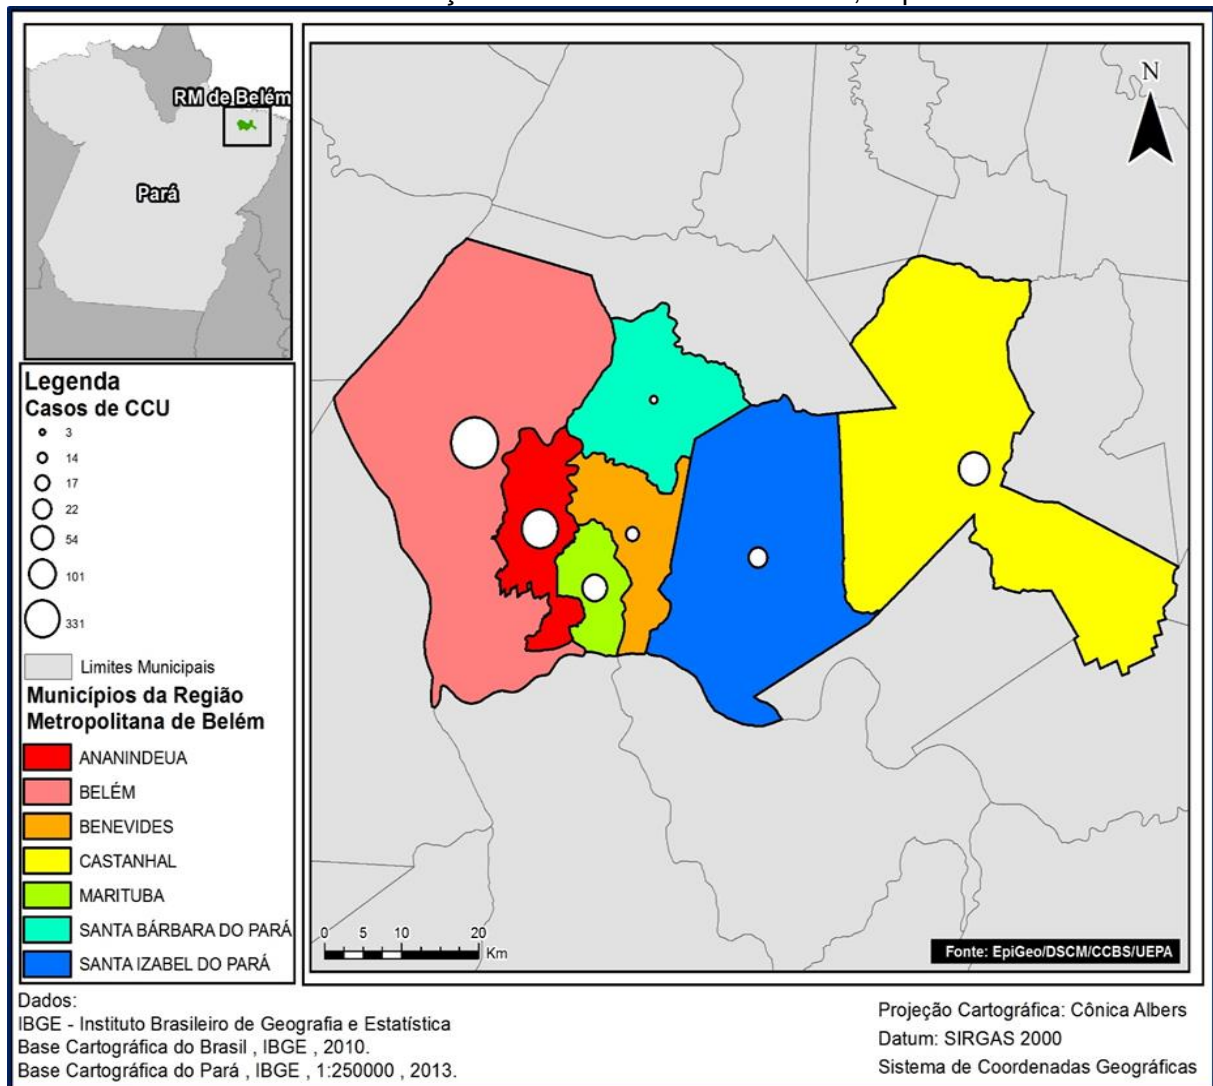 RM de Belém
Pará
N
Legenda
Casos de CCU
3
14
17
22
54
101
331
Limites Municipais
Municípios da Região
Metropolitana de Belém
ANANINDEUA
BELÉM
BENEVIDES
CASTANHAL
MARITUBA
SANTA BÁRBARA DO PARÁ
SANTA IZABEL DO PARÁ
0 5 10 20
Km
Fonte: EpiGeo/DSCM/CCBS/UEPA
Dados:
IBGE - Instituto Brasileiro de Geografia e Estatística
Base Cartográfica do Brasil , IBGE , 2010.
Base Cartográfica do Pará , IBGE , 1:250000 , 2013.
Projeção Cartográfica: Cônica Albers
Datum: SIRGAS 2000
Sistema de Coordenadas Geográficas